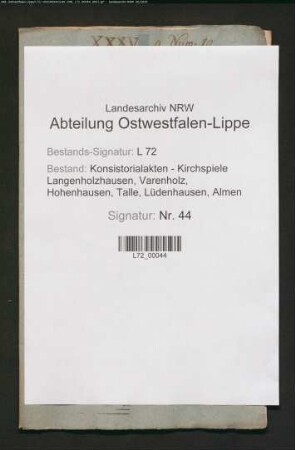 Landesarchiv NRW
Abteilung Ostwestfalen-Lippe
Bestands-Signatur: L 72
Bestand: Konsistorialakten - Kirchspiele
Langenholzhausen, Varenholz,
Hohenhausen, Talle, Lüdenhausen, Almen
Signatur: Nr. 44
L72_00044